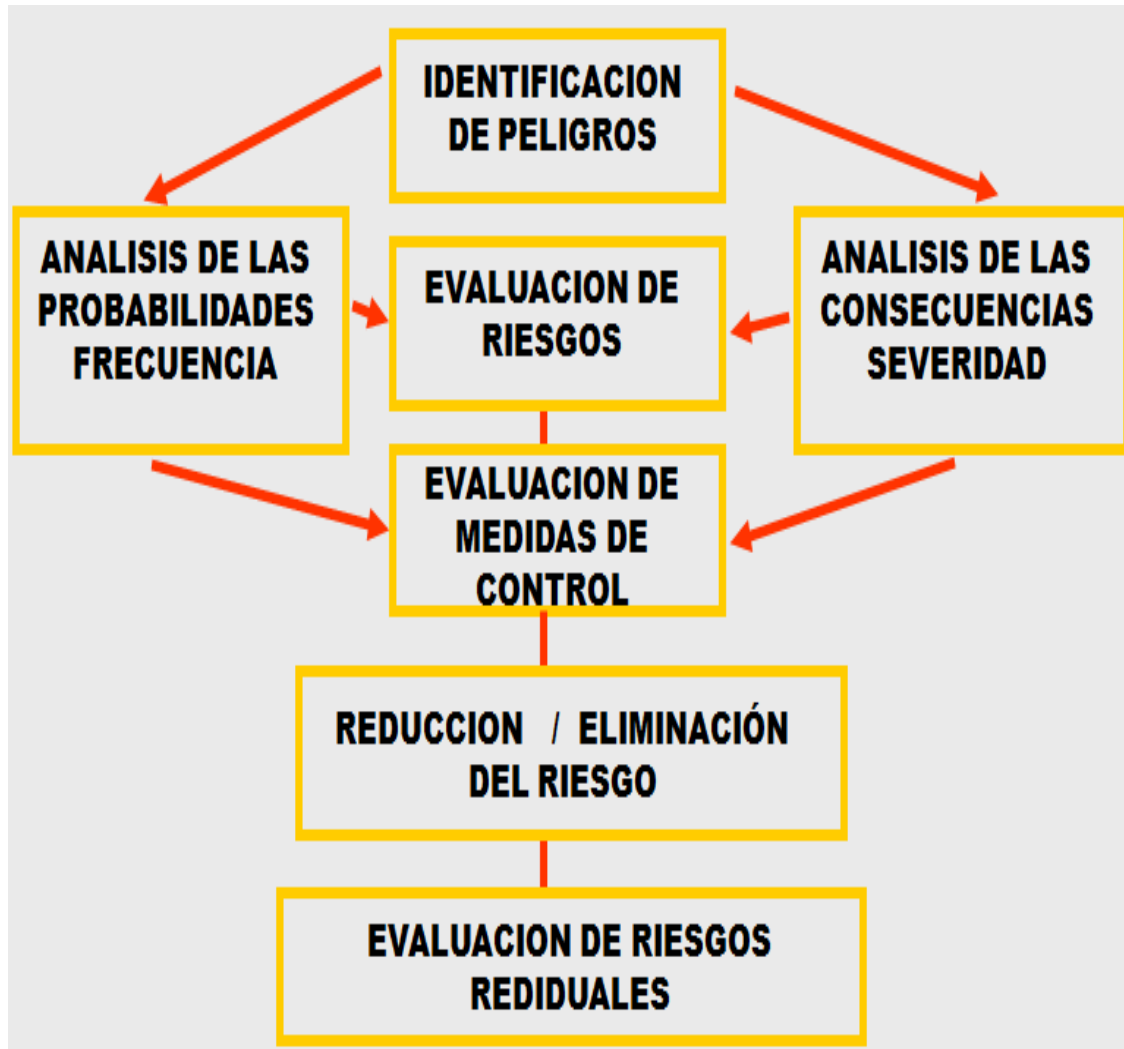 IDENTIFICACION
DE PELIGROS
ANALISIS DE LAS
PROBABILIDADES
FRECUENCIA
EVALUACION DE
RIESGOS
ANALISIS DE LAS
CONSECUENCIAS
SEVERIDAD
EVALUACION DE
MEDIDAS DE
CONTROL
REDUCCION / ELIMINACIÓN
DEL RIESGO
EVALUACION DE RIESGOS
REDIDUALES